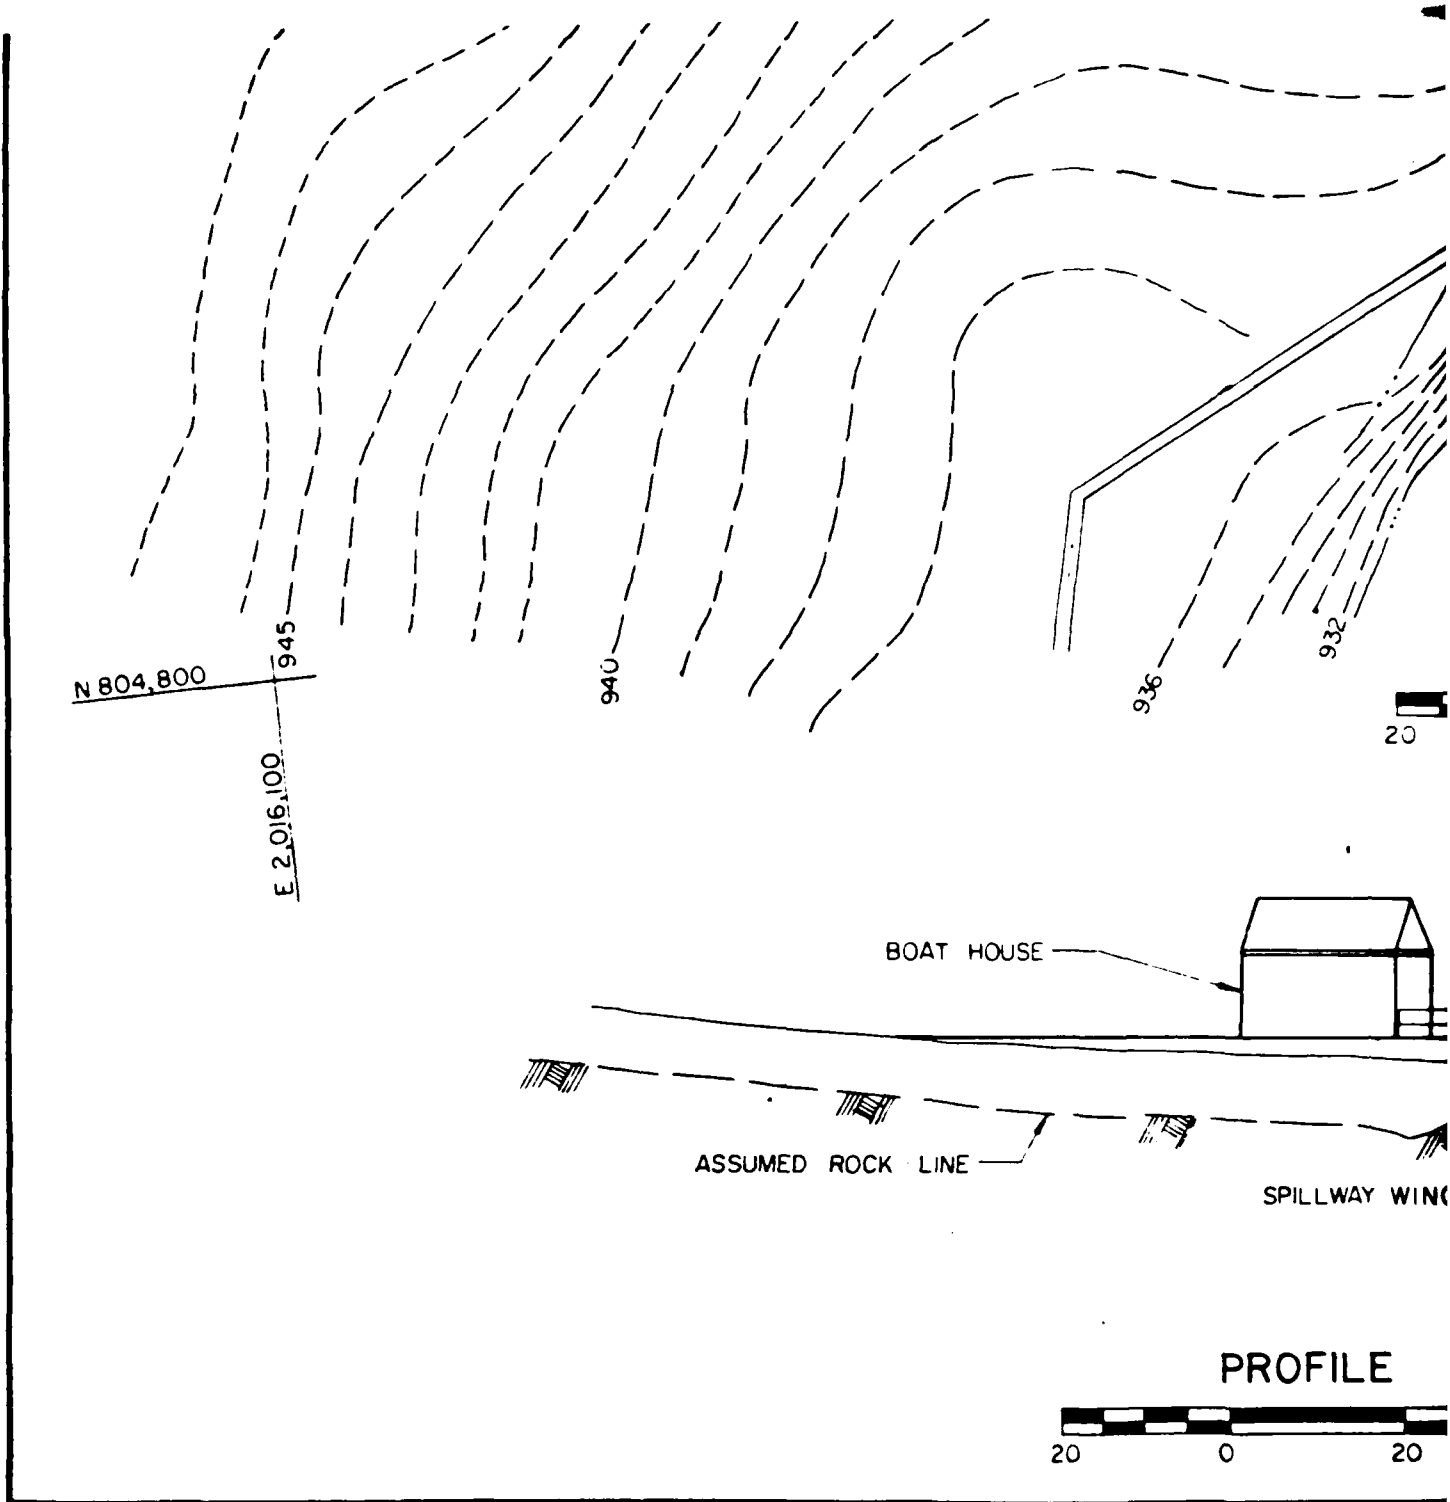 945
N 804,800
940
932
936
20
E 2,016,100
BOAT HOUSE
ASSUMED ROCK LINE
SPILLWAY
PROFILE
20 0 20